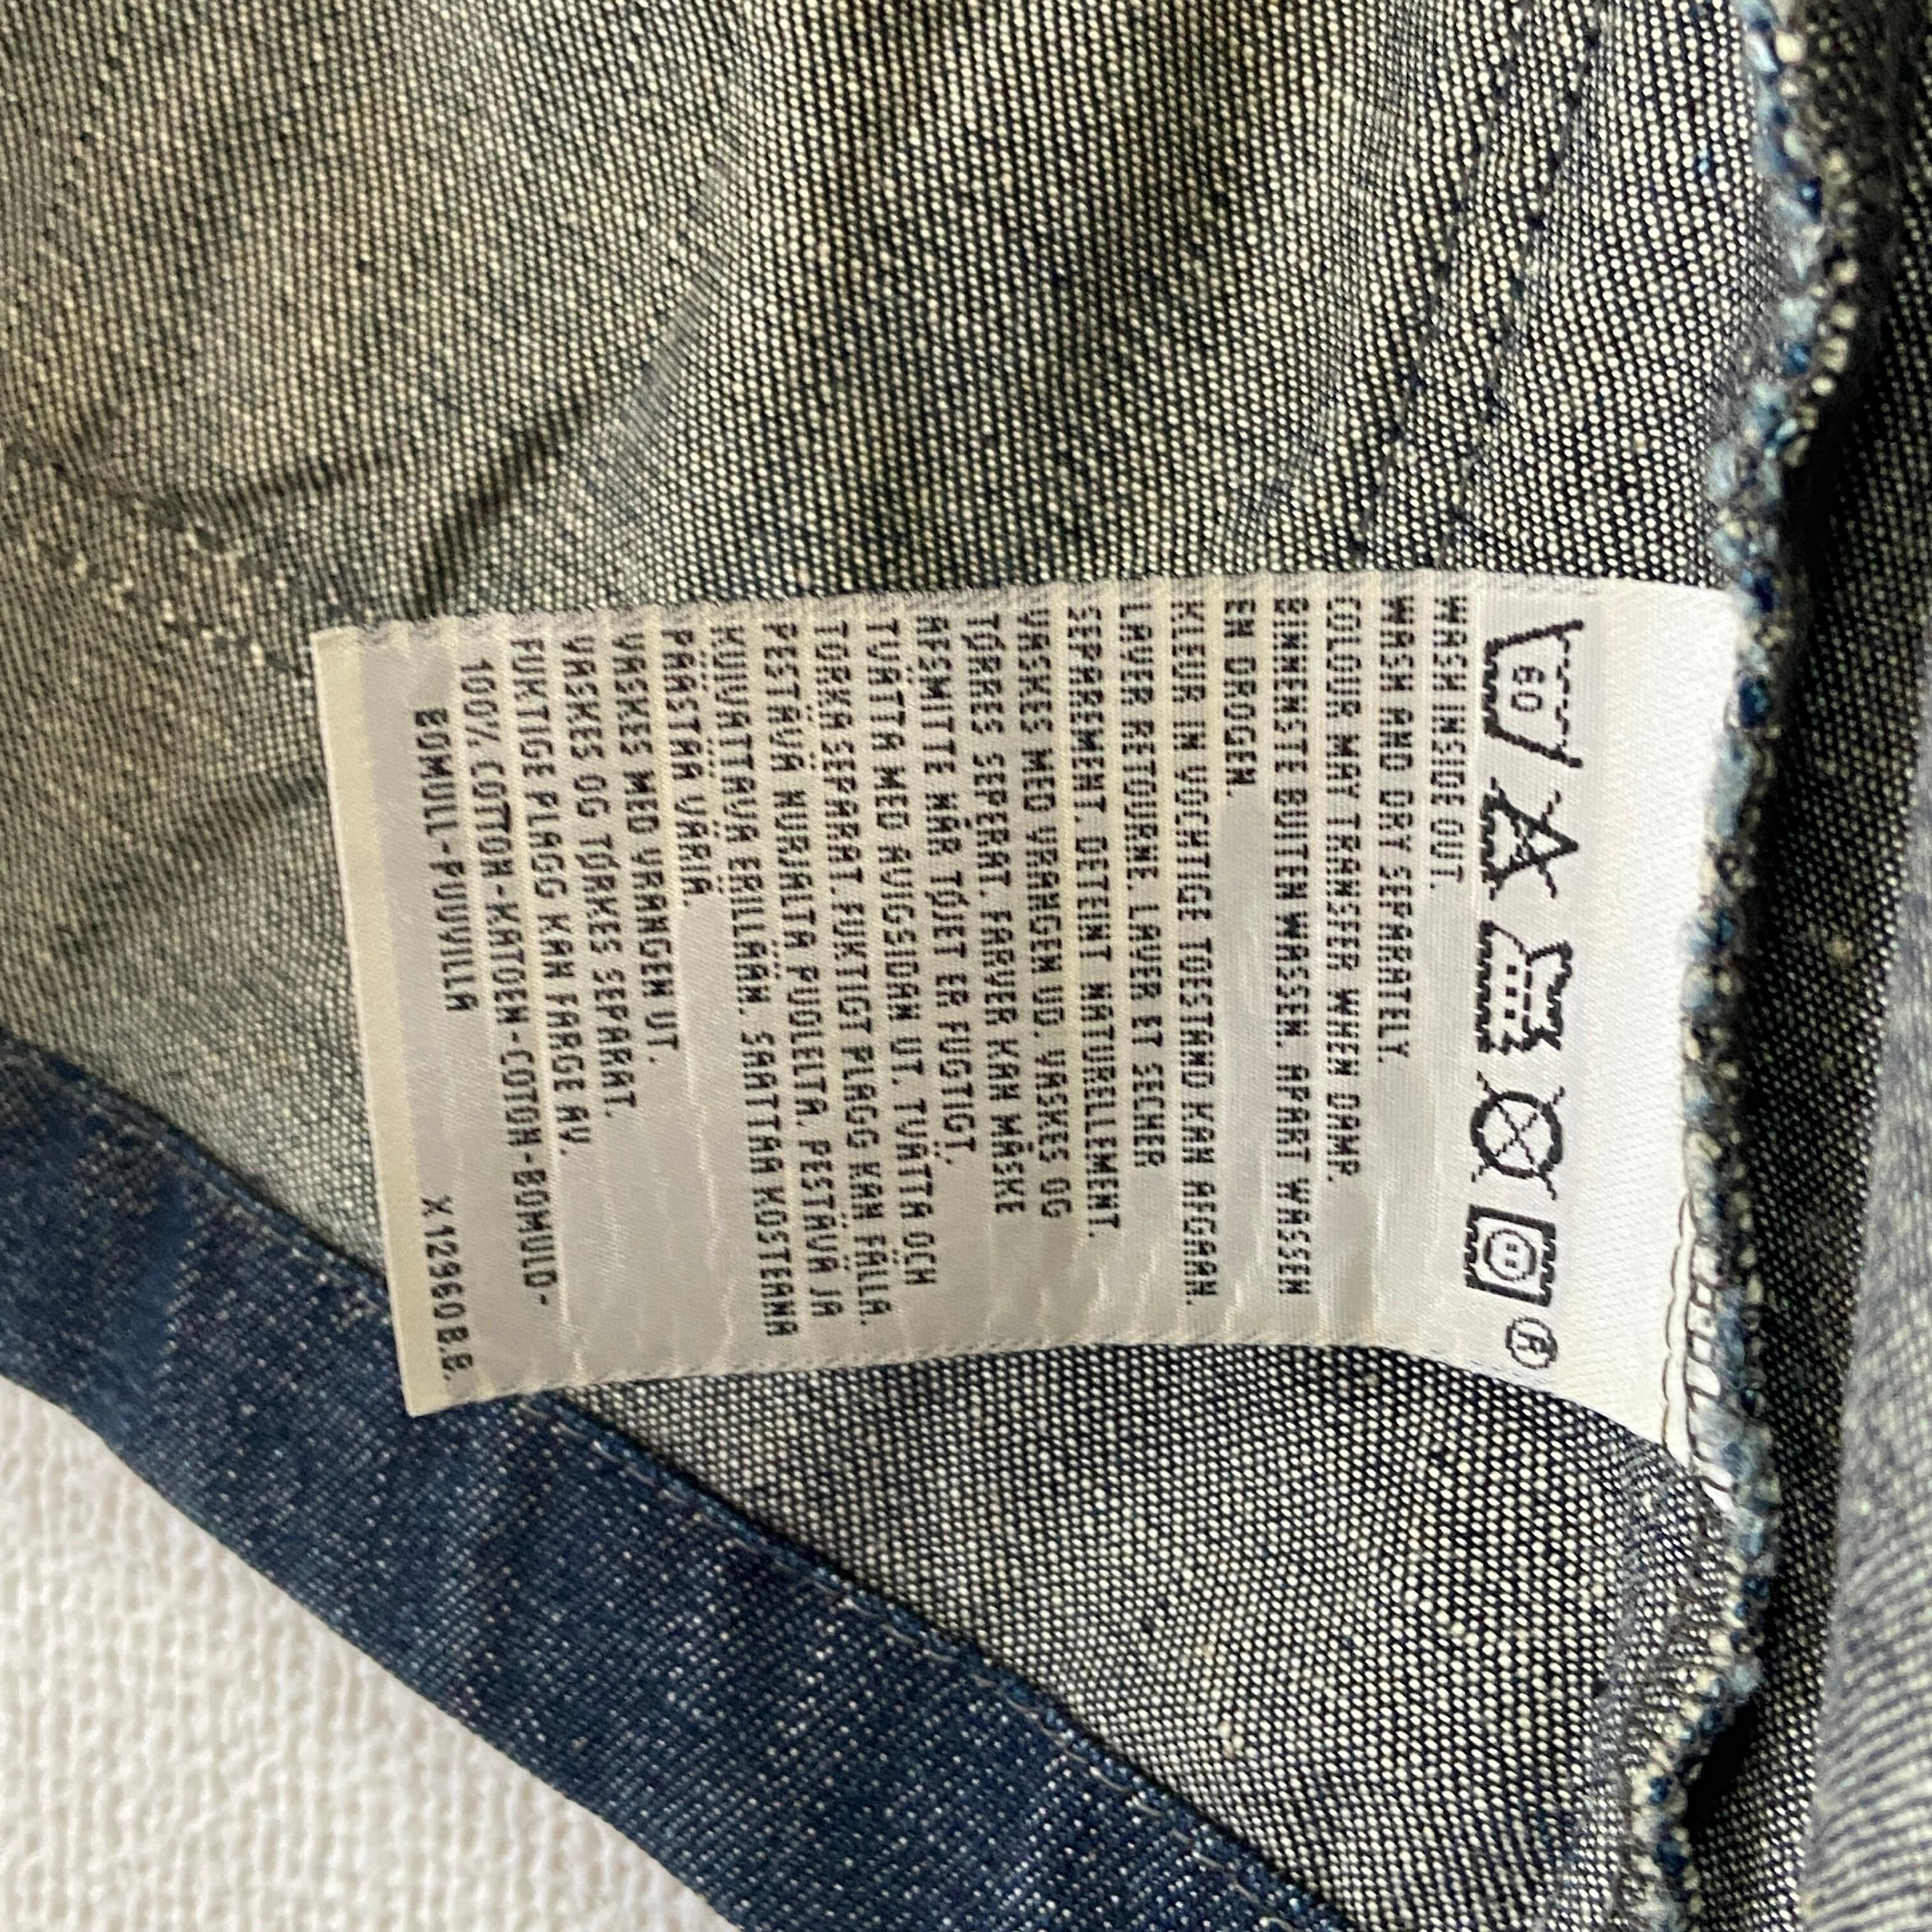 60
WASH INSIDE OUT.
WASH AND DRY SEPARATELY.
COLOUR MAY TRANSFER WHEN DAMP.
BINNENSTE BUITEN WASSEN. APART WASSEN
EN DROGEN.
KLEUR IN VOCHTIGE TOESTAND KAN AFGAAN.
LAVER RETOURNE. LAVER ET SECHER
SEPAREMENT. DETEINT NATURELLEMENT.
VASKES MED VRANGEN UD. VASKES OG
TØRRES SEPERAT. FARVER KAN MÅSKE
AFSMITTE NÅR TØJET ER FUGTIGT.
TVÄTTA MED AVIGSIDAN UT. TVÄTTA OCH
TORKA SEPARAT. FUKTIGT PLAGG KAN FÄLLA.
PESTÄVÄ NURJALTA PUOLELTA. PESTÄVÄ JA
KUIVATTAVA ERILLÄÄN. SAATTAA KOSTEANA
PÄÄSTÄÄ VÄRIÄ.
VASKES MED VRANGEN UT.
VASKES OG TØRKES SEPARAT.
FUKTIGE PLAGG KAN FARGE AV.
100% COTTON-KATOEN-COTON-BOMULD-
BOMULL-PUUVILLA
X12960B.B.